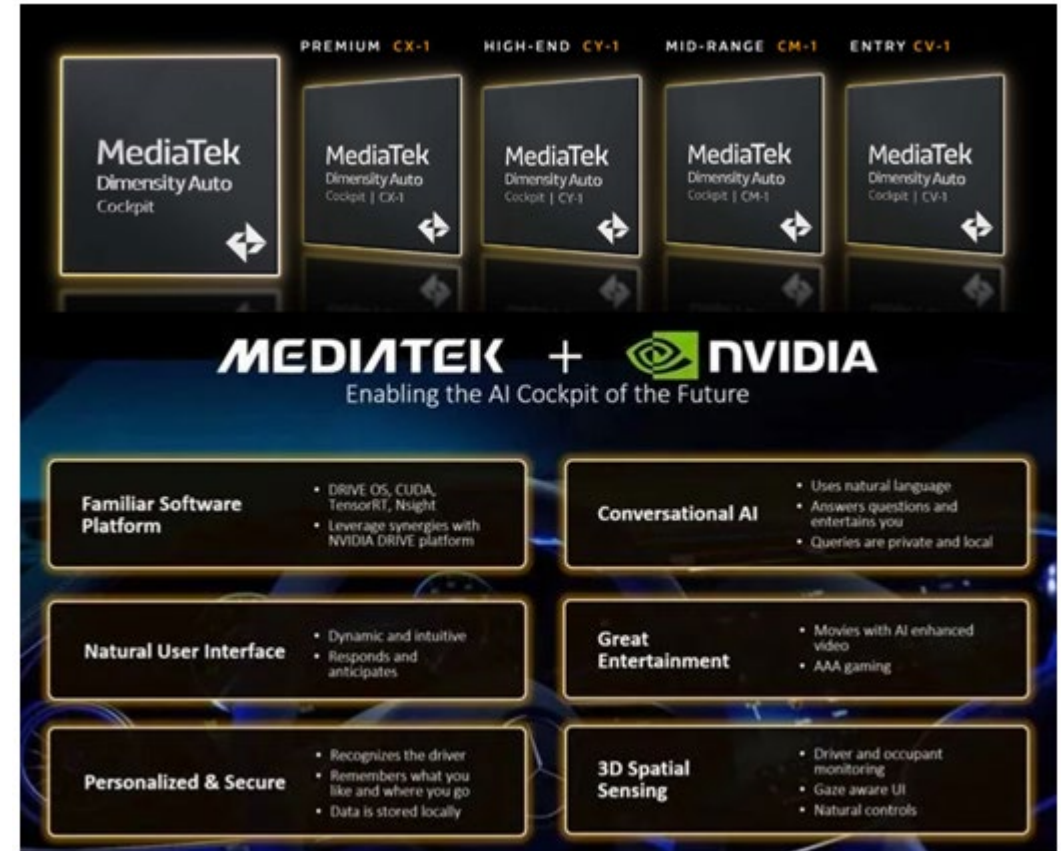 PREMIUM CX-1
HIGH-END CY-1
MID-RANGE CM-1
ENTRY CV-1
MediaTek
Dimensity Auto
Cockpit
MediaTek
Dimensity Auto
Cockpit | CX-1
MediaTek
Dimensity Auto
Cockpit | CY-1
MediaTek
Dimensity Auto
Cockpit | CM-1
MediaTek
Dimensity Auto
Cockpit | CV-1
MEDIATEK + NVIDIA
Enabling the AI Cockpit of the Future
Familiar Software
Platform
• DRIVE OS, CUDA,
TensorRT, Nsight
• Leverage synergies with
NVIDIA DRIVE platform
Conversational AI
• Uses natural language
• Answers questions and
entertains you
• Queries are private and local
Natural User Interface
• Dynamic and intuitive
• Responds and
anticipates
Great
Entertainment
• Movies with AI enhanced
video
• AAA gaming
Personalized & Secure
• Recognizes the driver
• Remembers what you
like and where you go
• Data is stored locally
3D Spatial
Sensing
• Driver and occupant
monitoring
• Gaze aware UI
• Natural controls